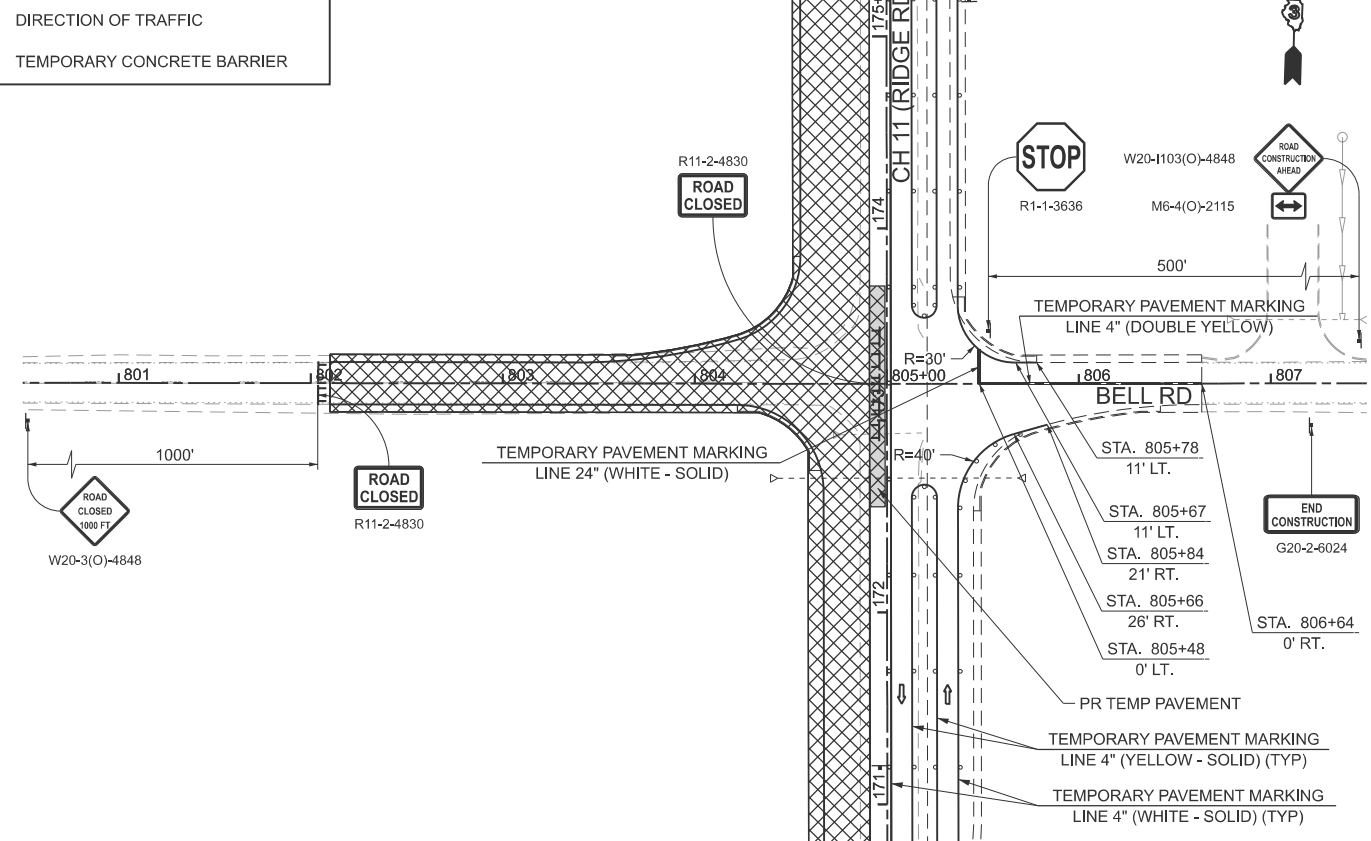 DIRECTION OF TRAFFIC
TEMPORARY CONCRETE BARRIER
175+
CH 11 (RIDGE RD)
3
R11-2-4830
ROAD
CLOSED
STOP
R1-1-3636
W20-I103(O)-4848
ROAD
CONSTRUCTION
AHEAD
M6-4(O)-2115
174
500'
TEMPORARY PAVEMENT MARKING
LINE 4" (DOUBLE YELLOW)
R=30'
801
802
803
804
805+00
806
807
BELL RD
173
1000'
ROAD
CLOSED
1000 FT
W20-3(O)-4848
ROAD
CLOSED
R11-2-4830
TEMPORARY PAVEMENT MARKING
LINE 24" (WHITE - SOLID)
R=40'
STA. 805+78
11' LT.
STA. 805+67
11' LT.
STA. 805+84
21' RT.
STA. 805+66
26' RT.
STA. 805+48
0' LT.
STA. 806+64
0' RT.
END
CONSTRUCTION
G20-2-6024
172
PR TEMP PAVEMENT
TEMPORARY PAVEMENT MARKING
LINE 4" (YELLOW - SOLID) (TYP)
171
TEMPORARY PAVEMENT MARKING
LINE 4" (WHITE - SOLID) (TYP)